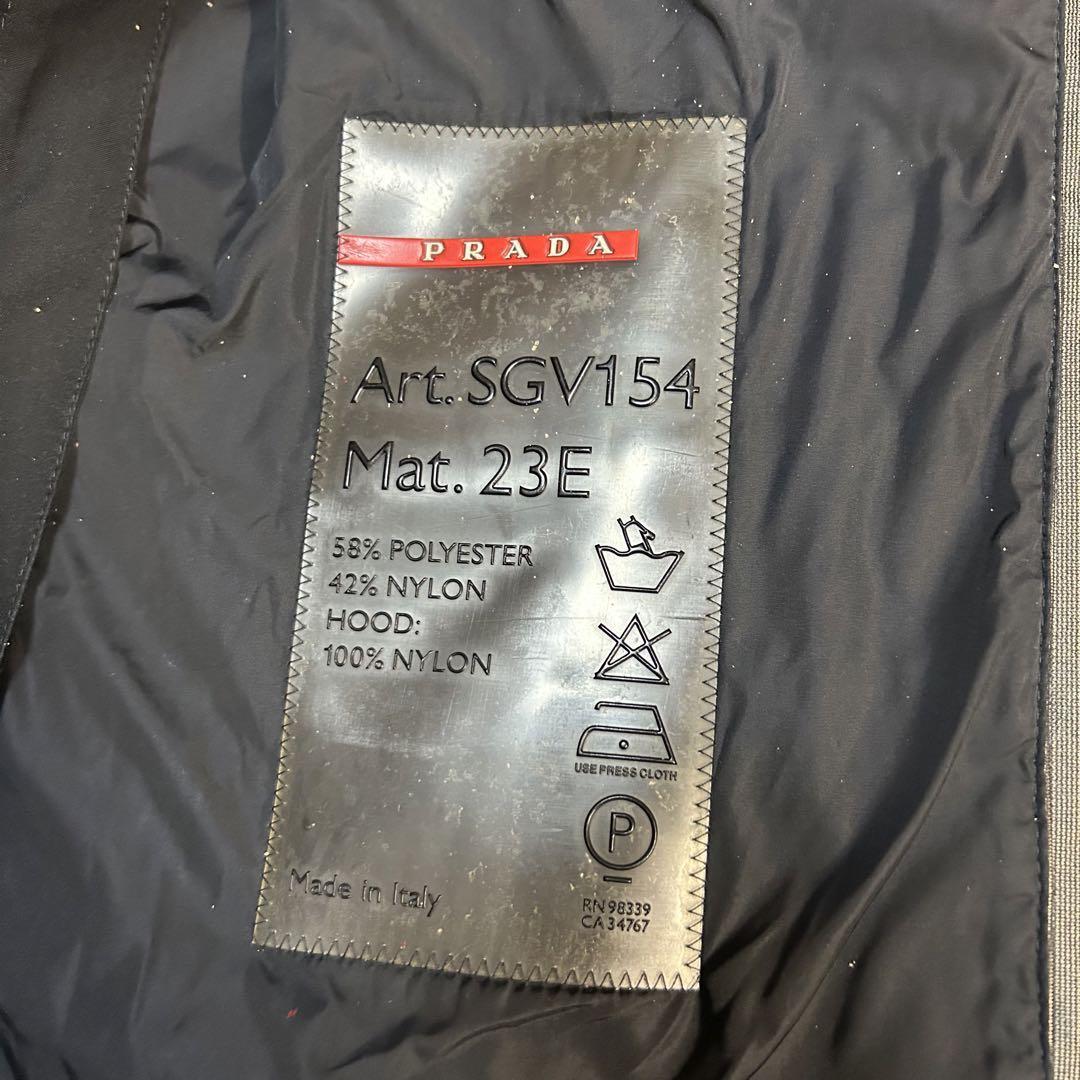 PRADA
Art. SGV154
Mat. 23E
58% POLYESTER
42% NYLON
HOOD:
100% NYLON
USE PRESS CLOTH
P
Made in Italy
RN 98339
CA 34767